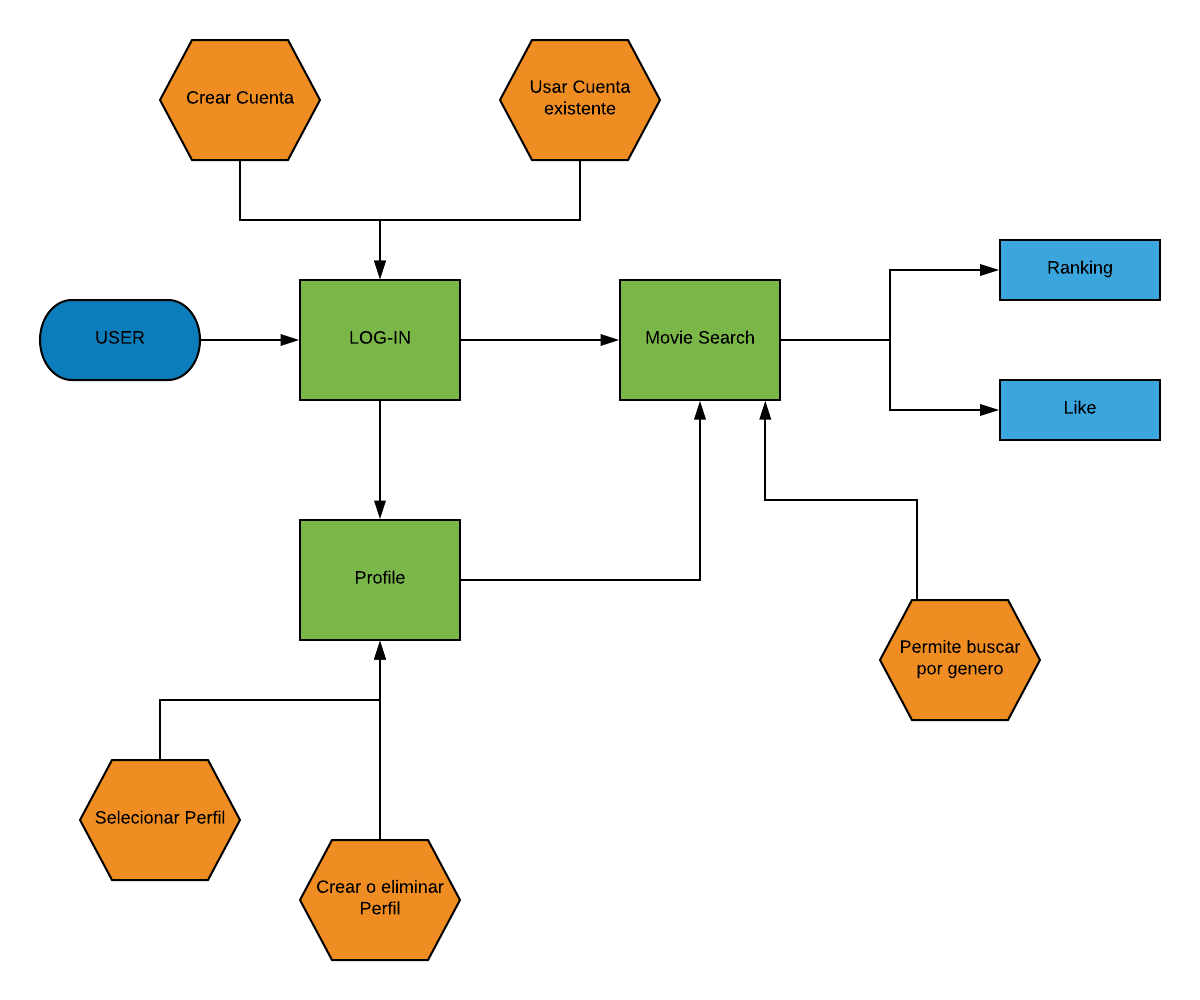 Crear Cuenta
Usar Cuenta
existente
Ranking
USER
LOG-IN
Movie Search
Like
Profile
Permite buscar
por genero
Selecionar Perfil
Crear o eliminar
Perfil